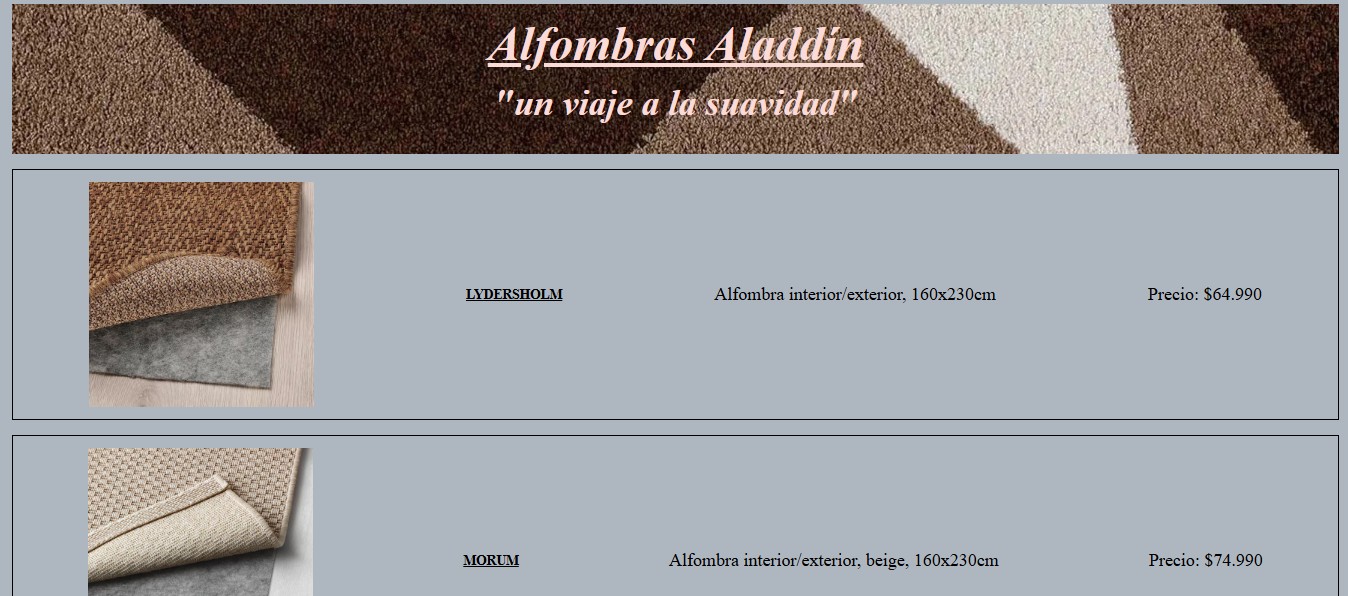 Alfombras Aladdín
"un viaje a la suavidad"
LYDERSHOLM Alfombra interior/exterior, 160x230cm Precio: $64.990
MORUM Alfombra interior/exterior, beige, 160x230cm Precio: $74.990